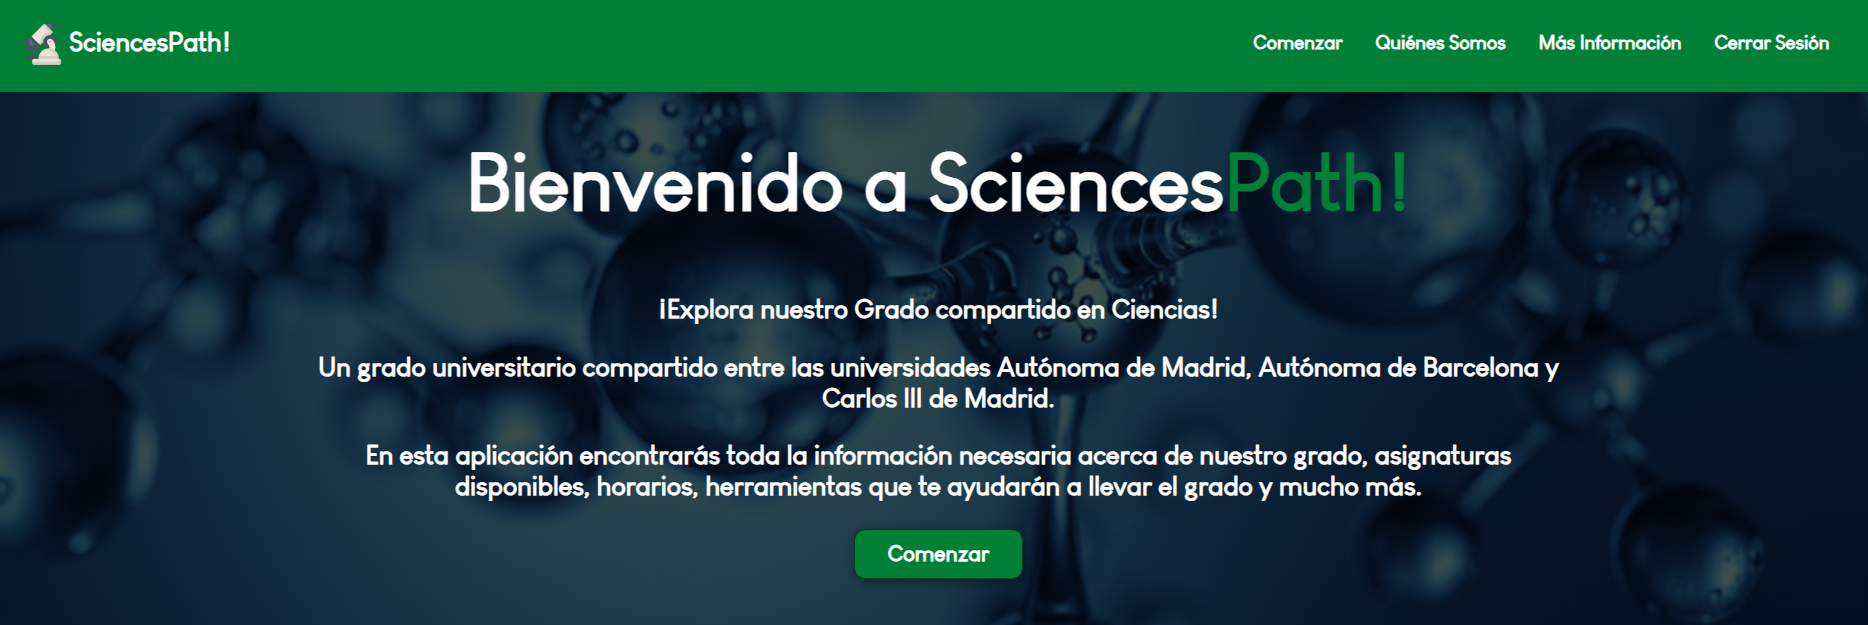 SciencesPath!
Comenzar
Quiénes Somos
Más Información
Cerrar Sesión
Bienvenido a SciencesPath!
¡Explora nuestro Grado compartido en Ciencias!
Un grado universitario compartido entre las universidades Autónoma de Madrid, Autónoma de Barcelona y
Carlos III de Madrid.
En esta aplicación encontrarás toda la información necesaria acerca de nuestro grado, asignaturas
disponibles, horarios, herramientas que te ayudarán a llevar el grado y mucho más.
Comenzar